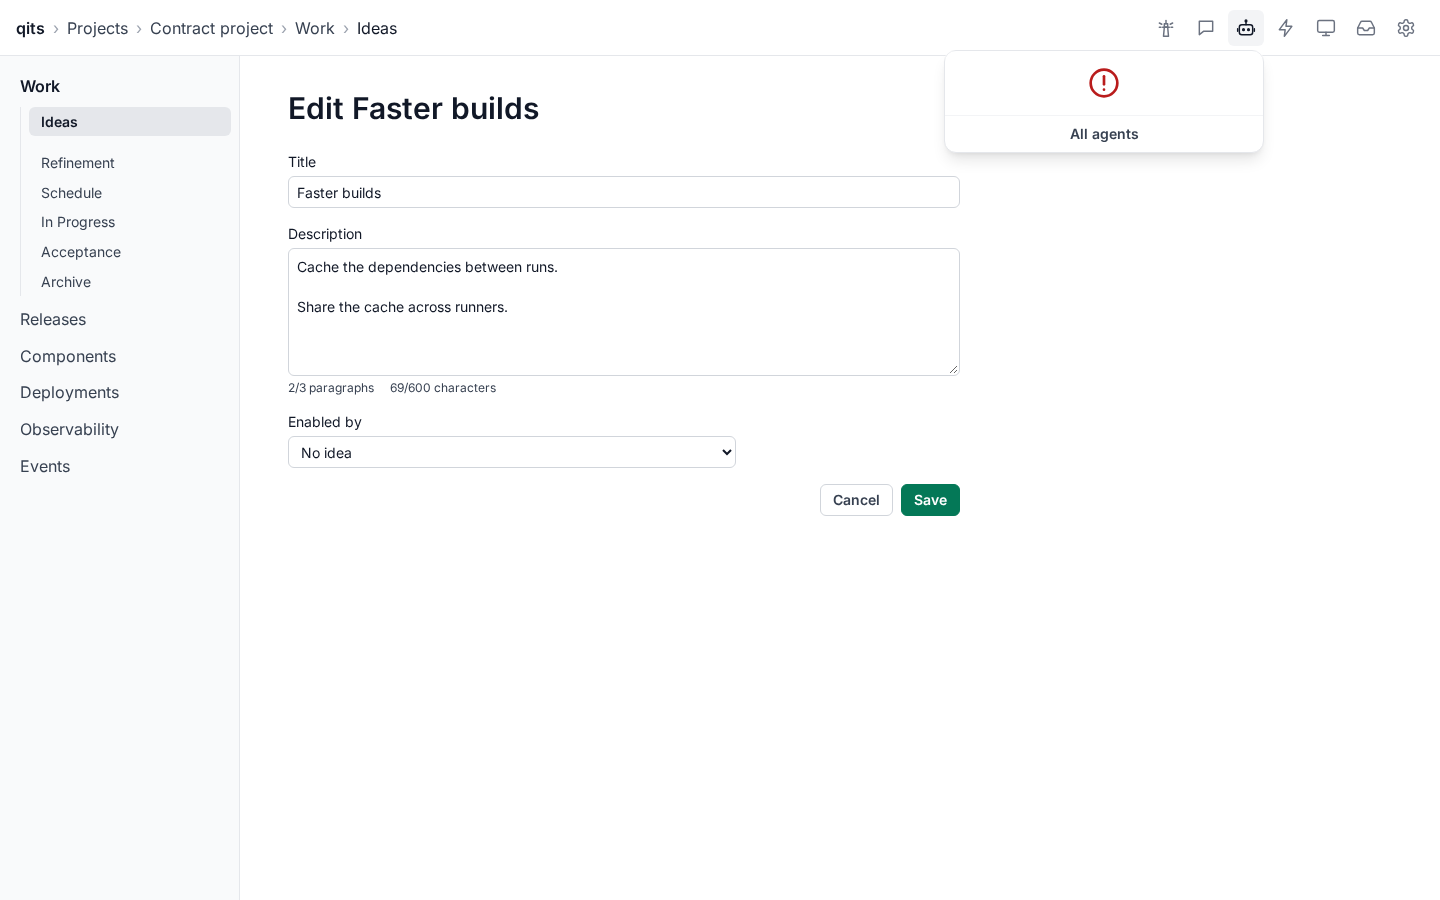 qits › Projects › Contract project › Work › Ideas
All agents
Work
Ideas
Refinement
Schedule
In Progress
Acceptance
Archive
Releases
Components
Deployments
Observability
Events
Edit Faster builds
Title
Faster builds
Description
Cache the dependencies between runs.
Share the cache across runners.
2/3 paragraphs 69/600 characters
Enabled by
No idea
Cancel Save